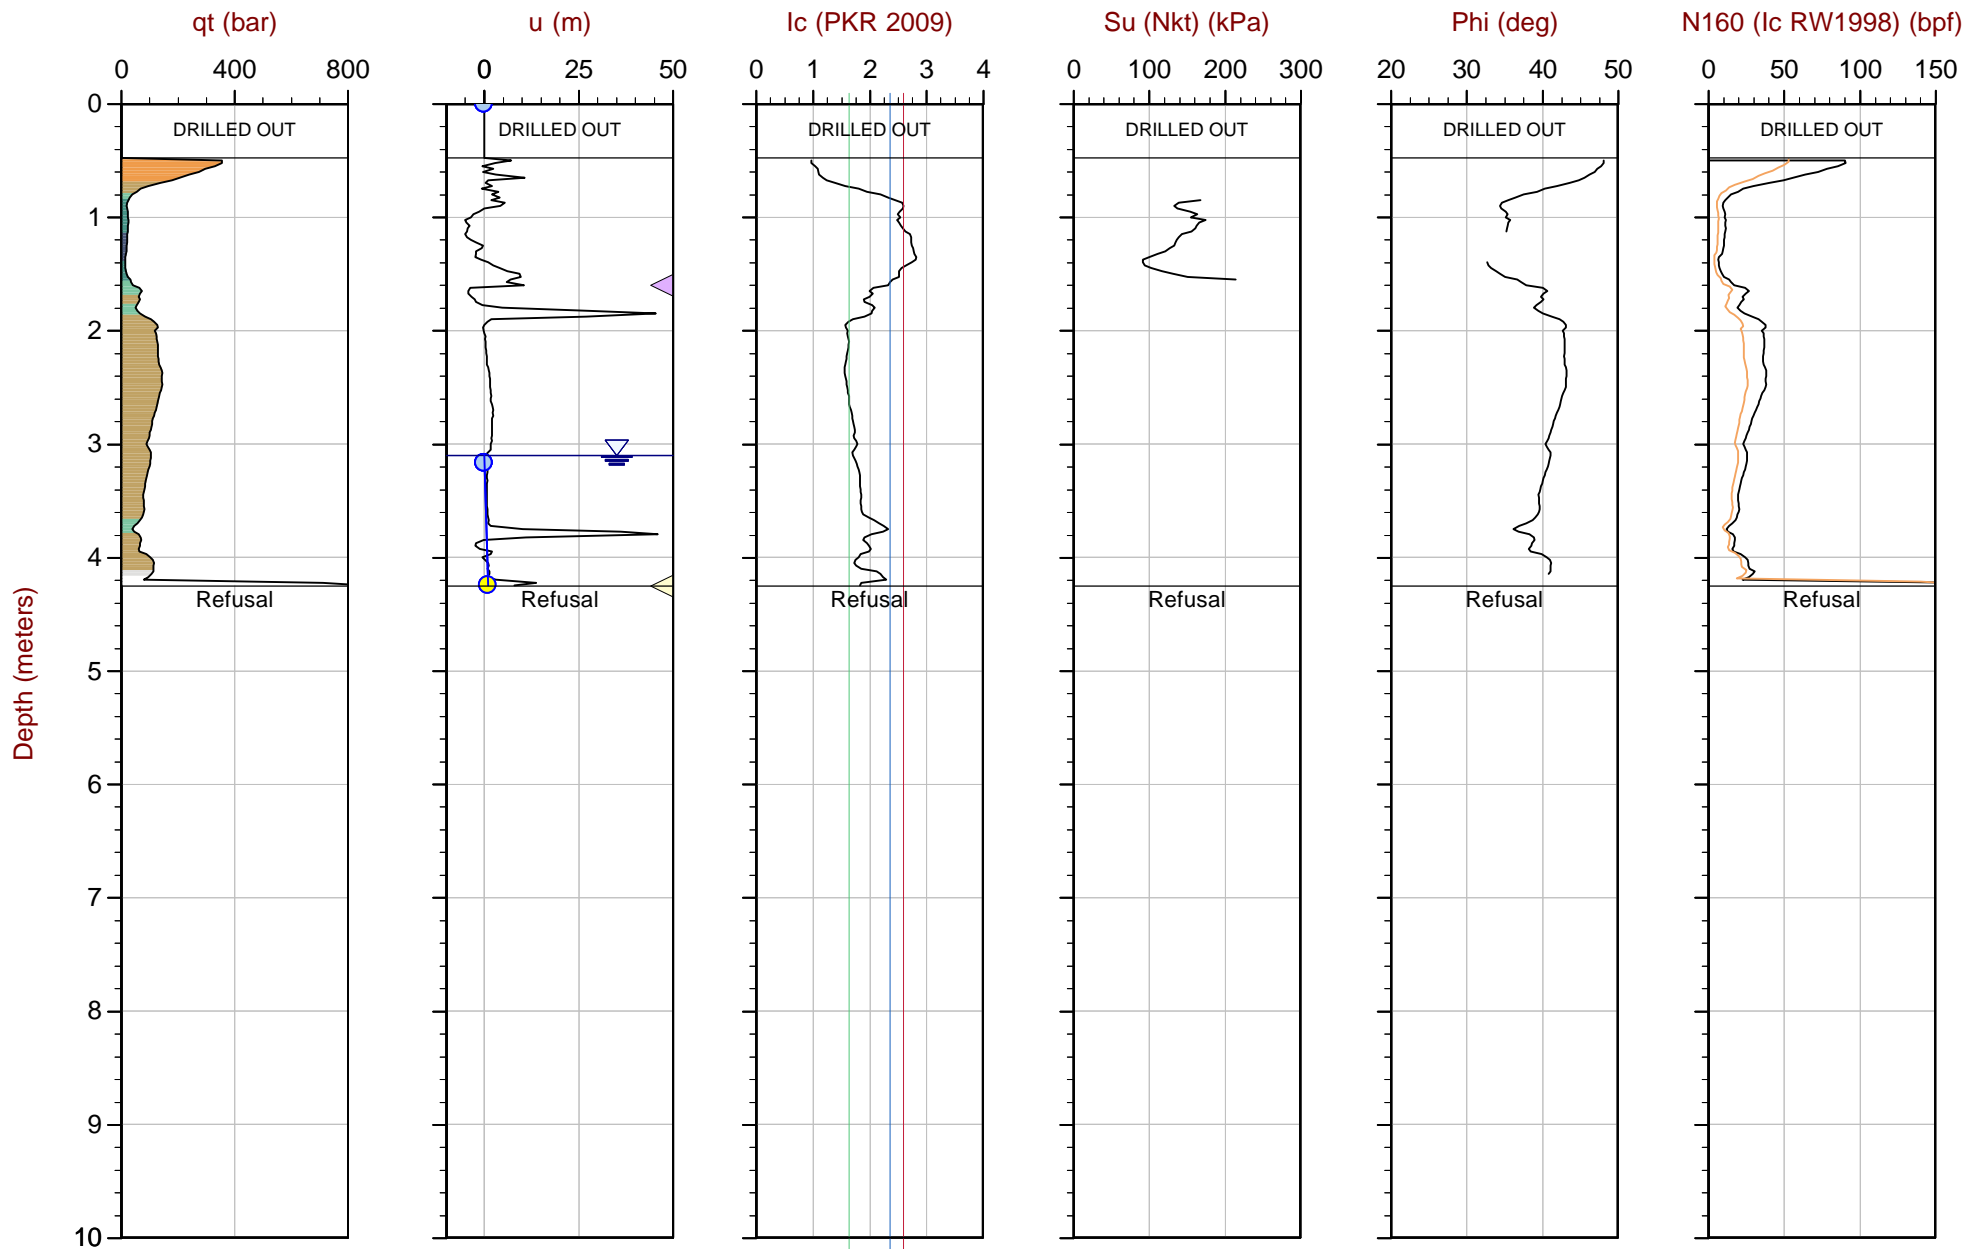 qt (bar) u (m) Ic (PKR 2009) Su (Nkt) (kPa) Phi (deg) N160 (Ic RW1998) (bpf)
0 400 800 0 25 50 0 1 2 3 4 0 100 200 300 20 30 40 50 0 50 100 150
0
DRILLED OUT DRILLED OUT DRILLED OUT DRILLED OUT DRILLED OUT DRILLED OUT
1
2
3
4
Refusal Refusal Refusal Refusal Refusal Refusal
5
6
7
8
9
10
Depth (meters)